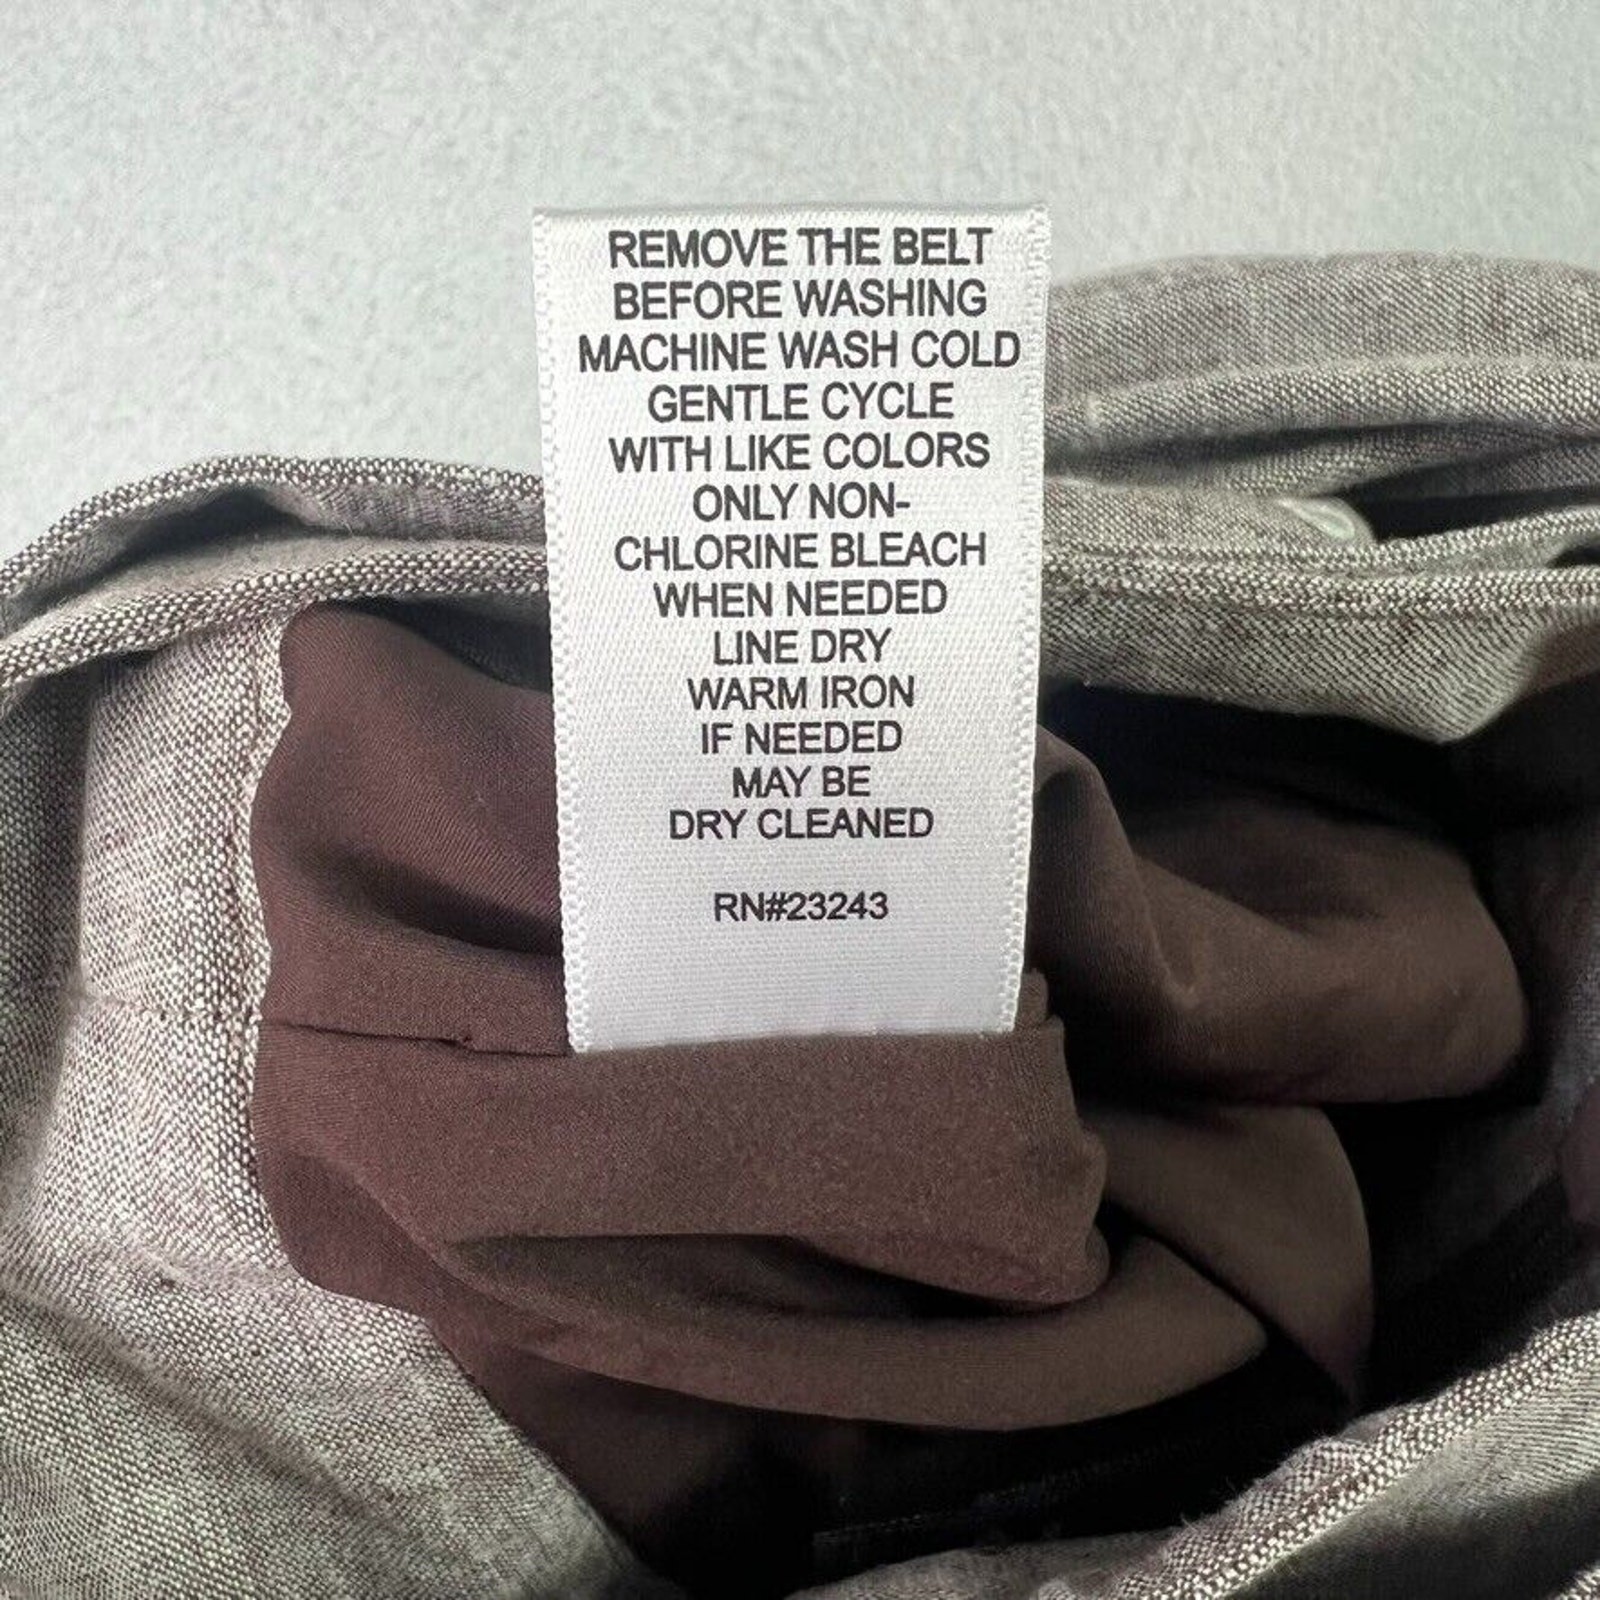 REMOVE THE BELT
BEFORE WASHING
MACHINE WASH COLD
GENTLE CYCLE
WITH LIKE COLORS
ONLY NON-
CHLORINE BLEACH
WHEN NEEDED
LINE DRY
WARM IRON
IF NEEDED
MAY BE
DRY CLEANED
RN#23243